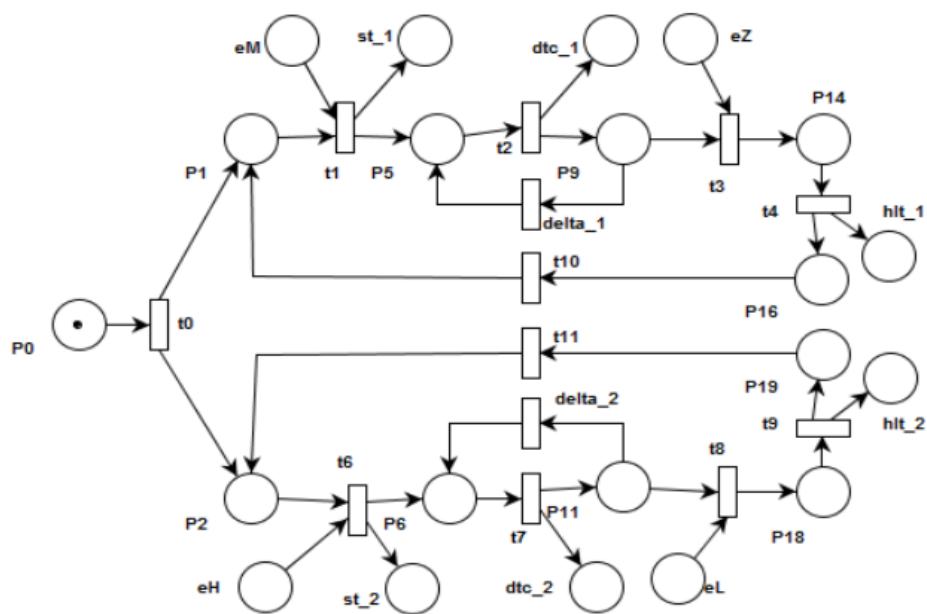 eM
st_1
dtc_1
eZ
P14
P1
t1
P5
t2
P9
t3
t4
hlt_1
delta_1
t10
P16
P0
t0
t11
P19
delta_2
t9
hlt_2
t6
t8
P2
P6
t7
P11
P18
eH
st_2
dtc_2
eL